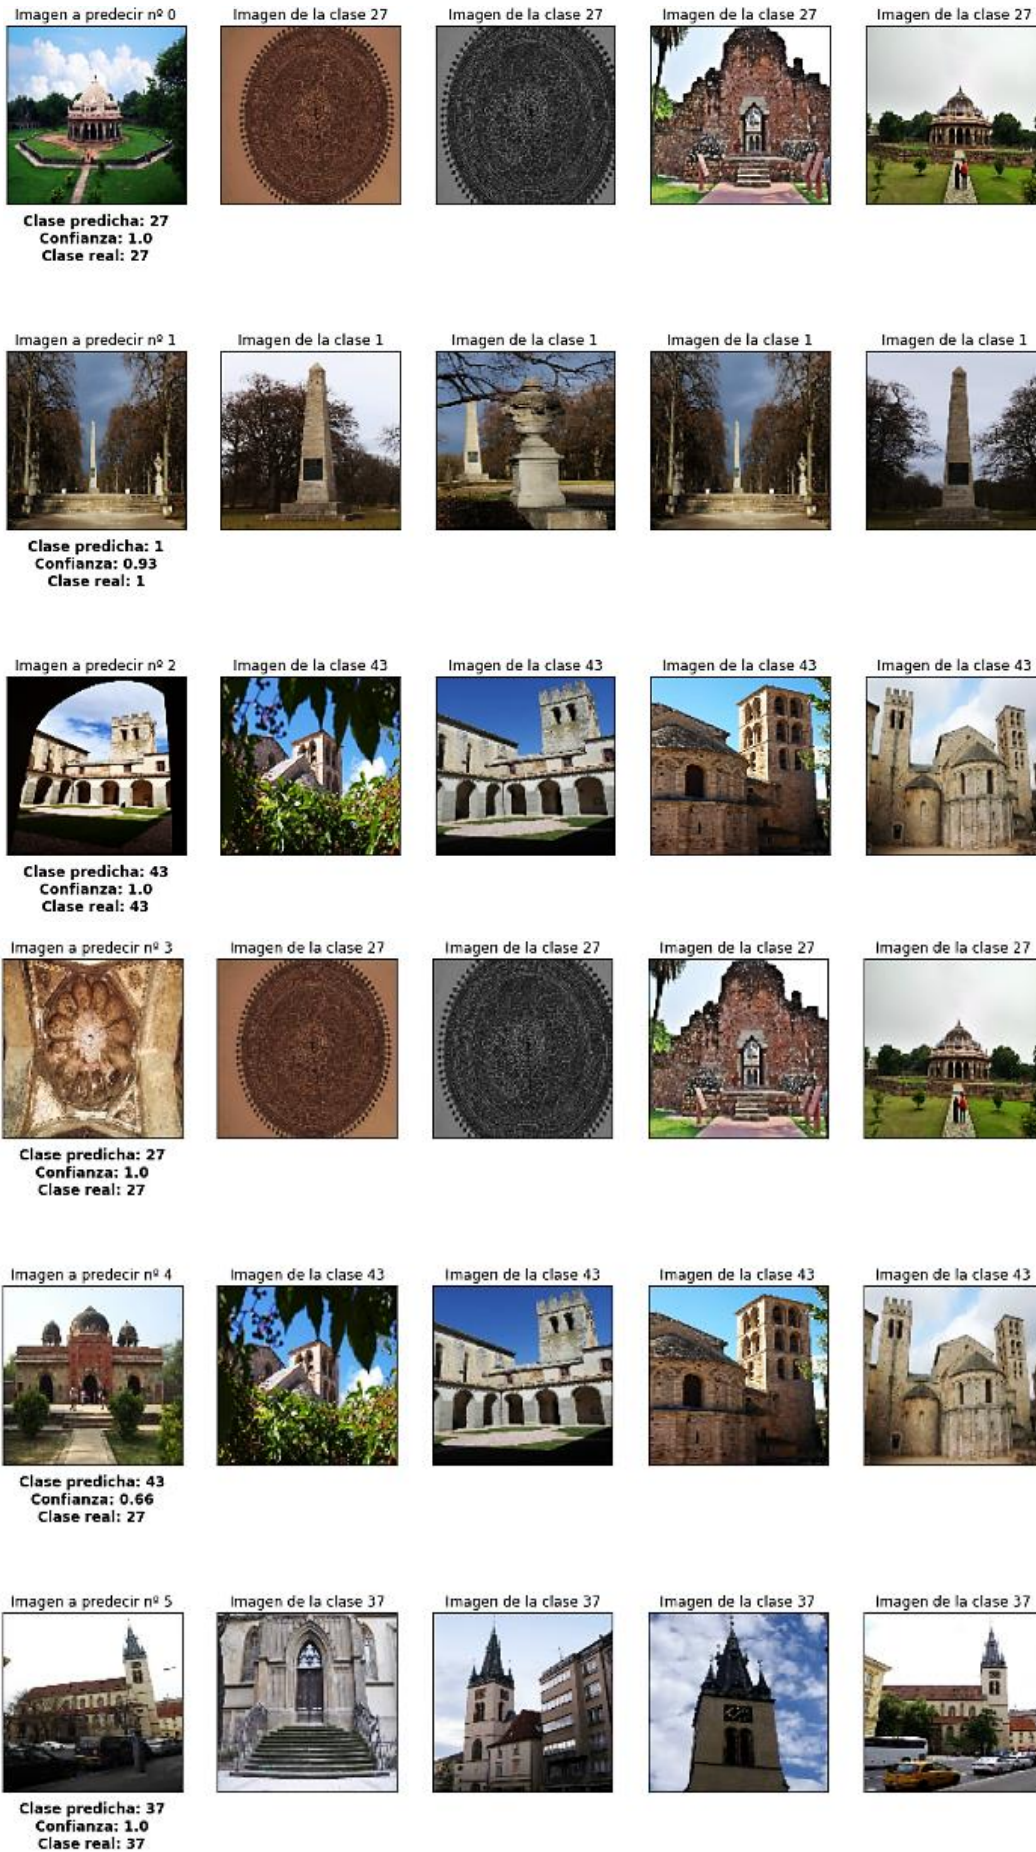 Imagen a predecir nº 0
Imagen de la clase 27
Imagen de la clase 27
Imagen de la clase 27
Imagen de la clase 27
Clase predicha: 27
Confianza: 1.0
Clase real: 27
Imagen a predecir nº 1
Imagen de la clase 1
Imagen de la clase 1
Imagen de la clase 1
Imagen de la clase 1
Clase predicha: 1
Confianza: 0.93
Clase real: 1
Imagen a predecir nº 2
Imagen de la clase 43
Imagen de la clase 43
Imagen de la clase 43
Imagen de la clase 43
Clase predicha: 43
Confianza: 1.0
Clase real: 43
Imagen a predecir nº 3
Imagen de la clase 27
Imagen de la clase 27
Imagen de la clase 27
Imagen de la clase 27
Clase predicha: 27
Confianza: 1.0
Clase real: 27
Imagen a predecir nº 4
Imagen de la clase 43
Imagen de la clase 43
Imagen de la clase 43
Imagen de la clase 43
Clase predicha: 43
Confianza: 0.66
Clase real: 27
Imagen a predecir nº 5
Imagen de la clase 37
Imagen de la clase 37
Imagen de la clase 37
Imagen de la clase 37
Clase predicha: 37
Confianza: 1.0
Clase real: 37